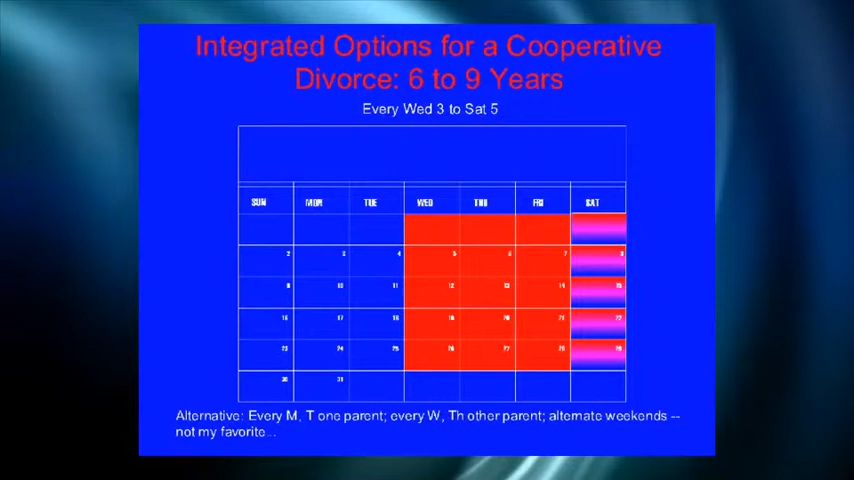 Integrated Options for a Cooperative
Divorce: 6 to 9 Years
Every Wed 3 to Sat 5
SUN MON TUE WED THU FRI SAT
2 3 4 5 6 7 8
9 10 11 12 13 14 15
16 17 18 19 20 21 22
23 24 25 26 27 28 29
30 31
Alternative: Every M, T one parent; every W, Th other parent; alternate weekends --
not my favorite...